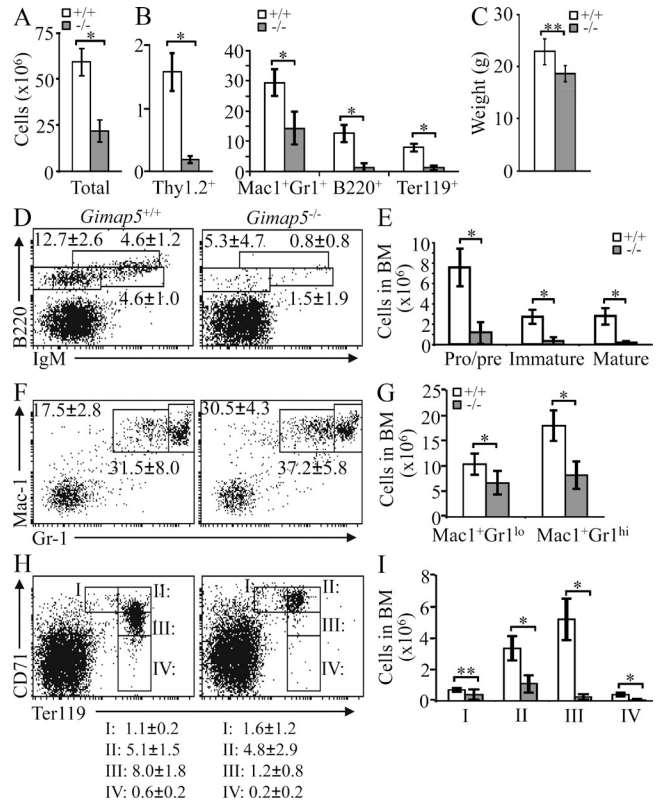 A
+/+
-/-
Cells (x10⁶)
75
50
25
0
*
Total
B
2
1
0
*
Thy1.2⁺
40
35
30
25
20
15
10
5
0
*
*
*
Mac1⁺Gr1⁺ B220⁺ Ter119⁺
C
+/+
-/-
Weight (g)
30
20
10
0
**
D
Gimap5⁺/⁺
Gimap5⁻/⁻
12.7±2.6 4.6±1.2
4.6±1.0
5.3±4.7 0.8±0.8
1.5±1.9
B220
IgM
E
+/+
-/-
Cells in BM
(x10⁶)
10
8
6
4
2
0
*
*
*
Pro/pre Immature Mature
F
17.5±2.8
31.5±8.0
30.5±4.3
37.2±5.8
Mac-1
Gr-1
G
+/+
-/-
Cells in BM
(x10⁶)
25
20
15
10
5
0
*
*
Mac1⁺Gr1ˡᵒ Mac1⁺Gr1ʰⁱ
H
I II:
III:
IV:
I II:
III:
IV:
CD71
Ter119
I: 1.1±0.2
II: 5.1±1.5
III: 8.0±1.8
IV: 0.6±0.2
I: 1.6±1.2
II: 4.8±2.9
III: 1.2±0.8
IV: 0.2±0.2
I
Cells in BM
(x10⁶)
8
6
4
2
0
**
*
*
*
I II III IV